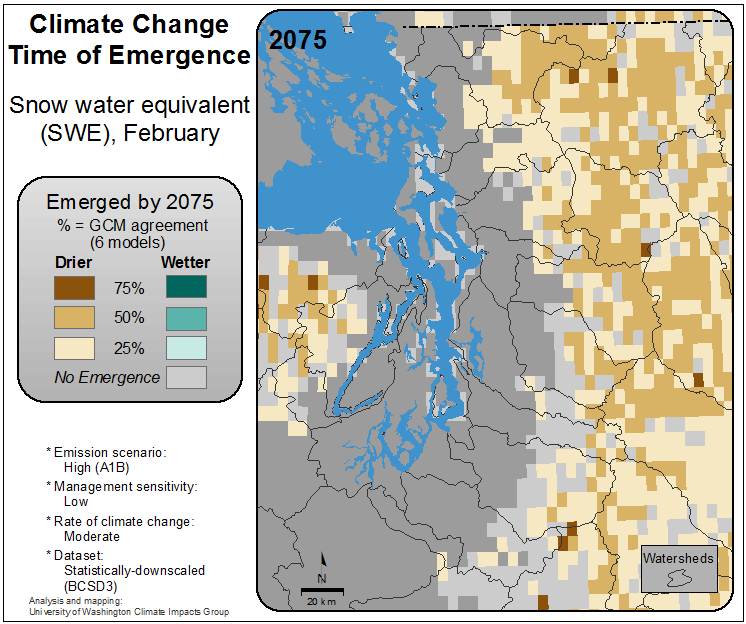 Climate Change
Time of Emergence
Snow water equivalent
(SWE), February
Emerged by 2075
% = GCM agreement
(6 models)
Drier Wetter
75%
50%
25%
No Emergence
* Emission scenario:
High (A1B)
* Management sensitivity:
Low
* Rate of climate change:
Moderate
* Dataset:
Statistically-downscaled
(BCSD3)
Analysis and mapping:
University of Washington Climate Impacts Group
2075
N
20 km
Watersheds